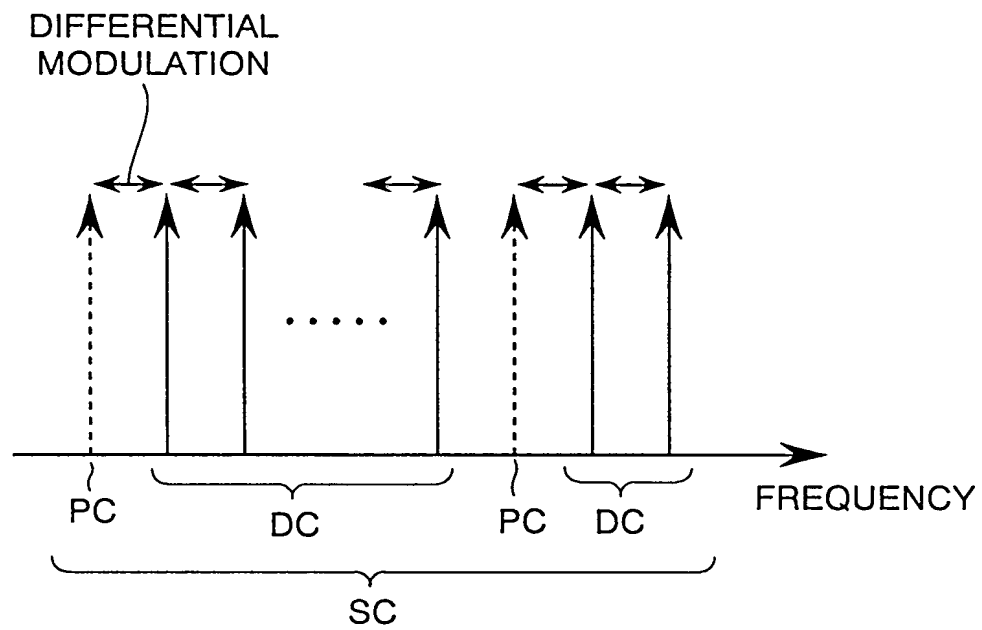 DIFFERENTIAL
MODULATION
PC
DC
PC
DC
FREQUENCY
SC